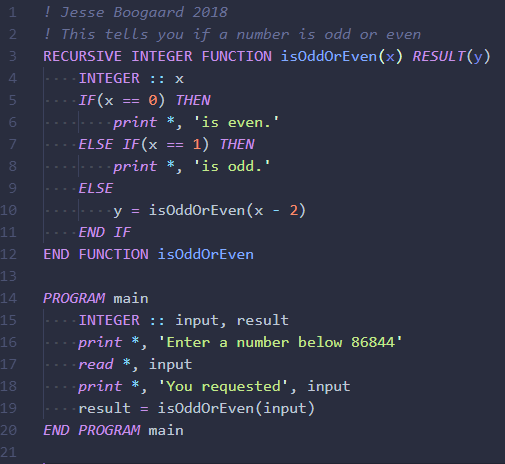 1 ! Jesse Boogaard 2018
2 ! This tells you if a number is odd or even
3 RECURSIVE INTEGER FUNCTION isOddOrEven(x) RESULT(y)
4     INTEGER :: x
5     IF(x == 0) THEN
6         print *, 'is even.'
7     ELSE IF(x == 1) THEN
8         print *, 'is odd.'
9     ELSE
10         y = isOddOrEven(x - 2)
11     END IF
12 END FUNCTION isOddOrEven
13
14 PROGRAM main
15     INTEGER :: input, result
16     print *, 'Enter a number below 86844'
17     read *, input
18     print *, 'You requested', input
19     result = isOddOrEven(input)
20 END PROGRAM main
21